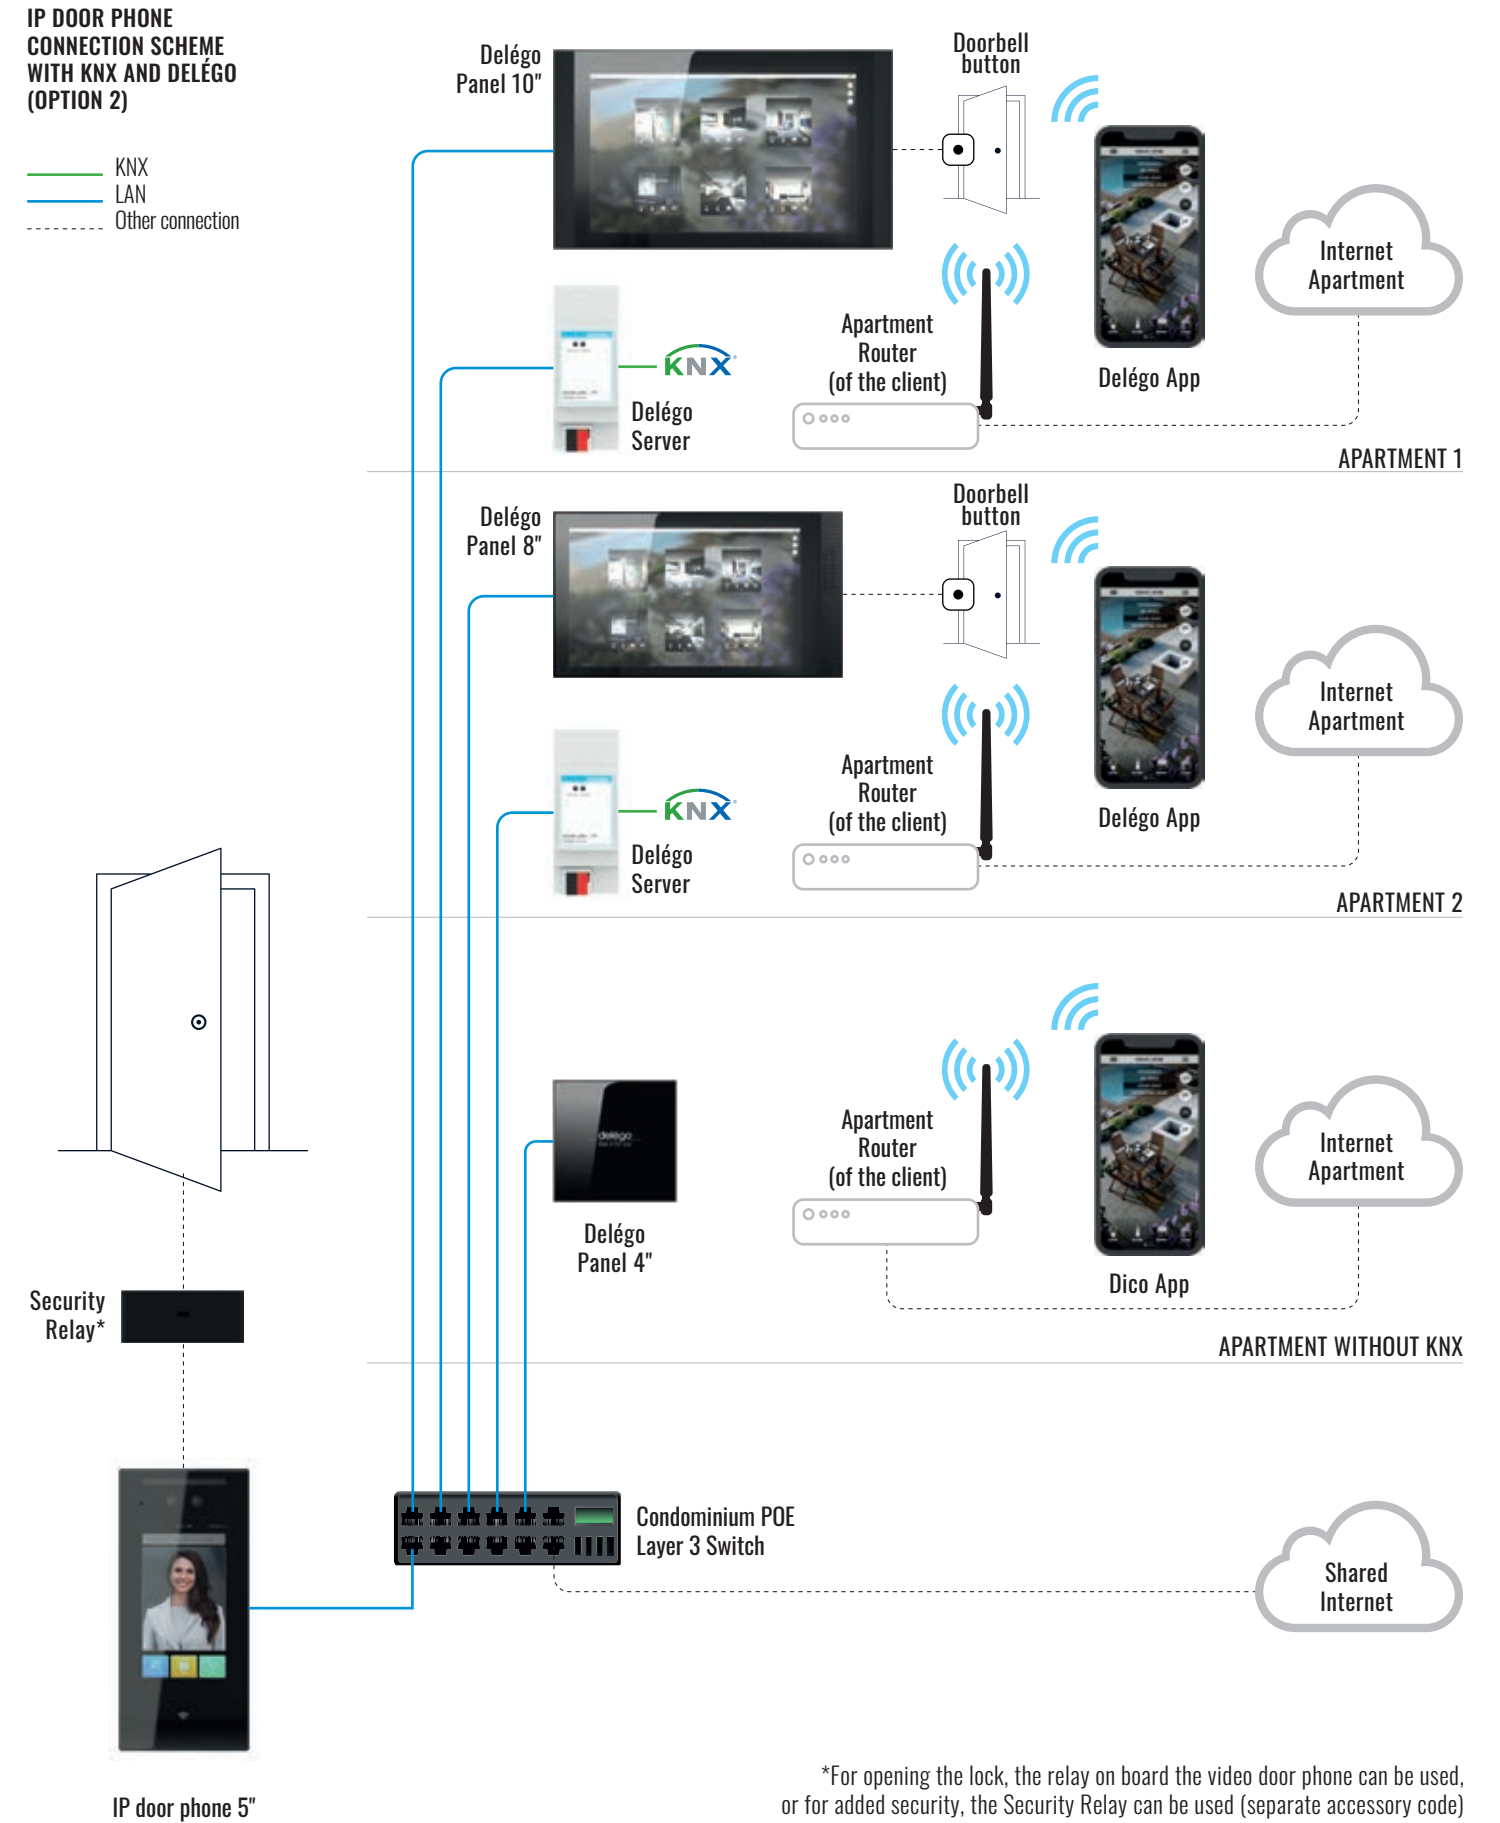 IP DOOR PHONE
CONNECTION SCHEME
WITH KNX AND DELÉGO
(OPTION 2)
KNX
LAN
Other connection
Delégo
Panel 10"
Doorbell
button
Internet
Apartment
Apartment
Router
(of the client)
KNX
Delégo
Server
Delégo App
APARTMENT 1
Delégo
Panel 8"
Doorbell
button
Internet
Apartment
Apartment
Router
(of the client)
KNX
Delégo
Server
Delégo App
APARTMENT 2
delégo
Delégo
Panel 4"
Apartment
Router
(of the client)
Internet
Apartment
Dico App
APARTMENT WITHOUT KNX
Security
Relay*
Condominium POE
Layer 3 Switch
Shared
Internet
IP door phone 5"
*For opening the lock, the relay on board the video door phone can be used,
or for added security, the Security Relay can be used (separate accessory code)